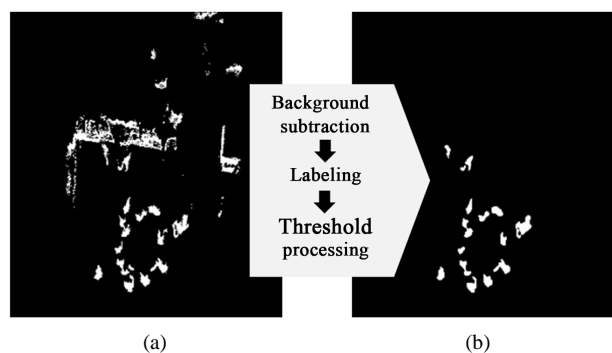 Background
subtraction
Labeling
Threshold
processing
(a)
(b)